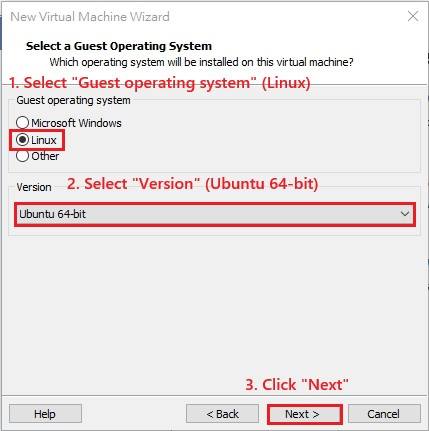 New Virtual Machine Wizard
Select a Guest Operating System
Which operating system will be installed on this virtual machine?
1. Select "Guest operating system" (Linux)
Guest operating system
Microsoft Windows
Linux
Other
Version
2. Select "Version" (Ubuntu 64-bit)
Ubuntu 64-bit
3. Click "Next"
Help
< Back
Next >
Cancel